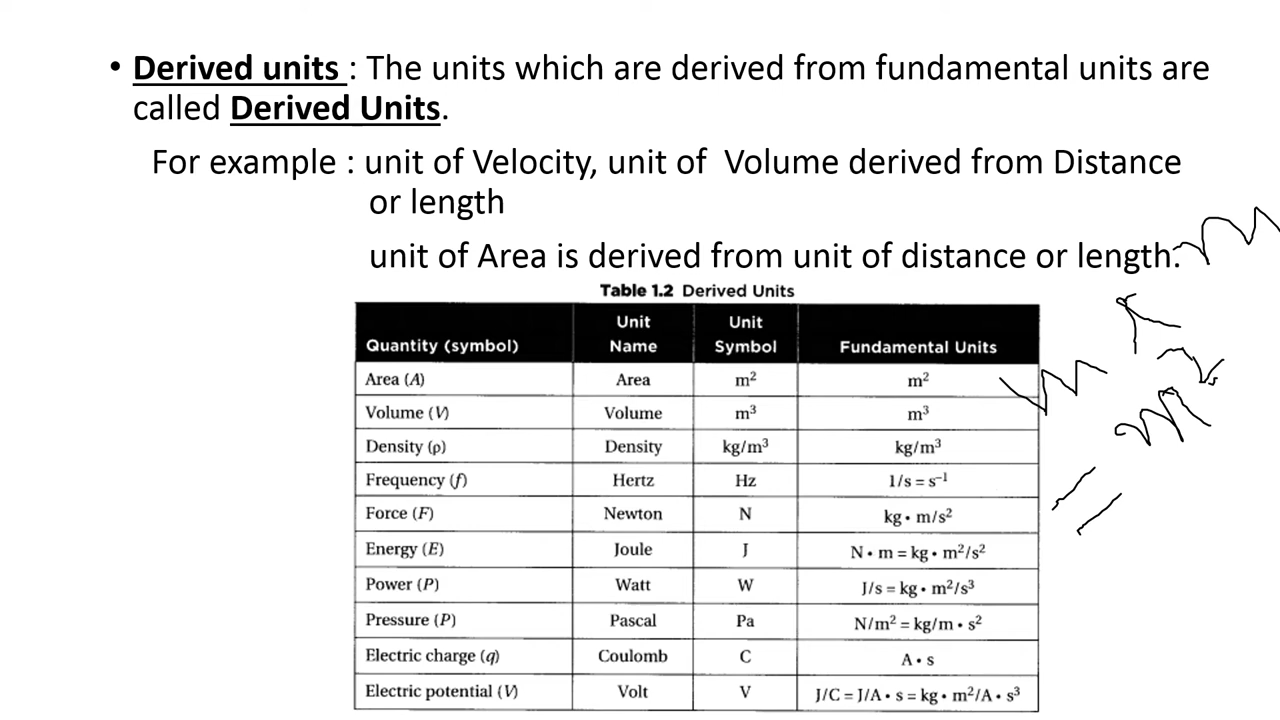 • Derived units : The units which are derived from fundamental units are
called Derived Units.
For example : unit of Velocity, unit of Volume derived from Distance
or length
unit of Area is derived from unit of distance or length.
Table 1.2 Derived Units
Quantity (symbol) Unit Name Unit Symbol Fundamental Units
Area (A) Area m² m²
Volume (V) Volume m³ m³
Density (ρ) Density kg/m³ kg/m³
Frequency (f) Hertz Hz 1/s = s⁻¹
Force (F) Newton N kg • m/s²
Energy (E) Joule J N • m = kg • m²/s²
Power (P) Watt W J/s = kg • m²/s³
Pressure (P) Pascal Pa N/m² = kg/m • s²
Electric charge (q) Coulomb C A • s
Electric potential (V) Volt V J/C = J/A • s = kg • m²/A • s³